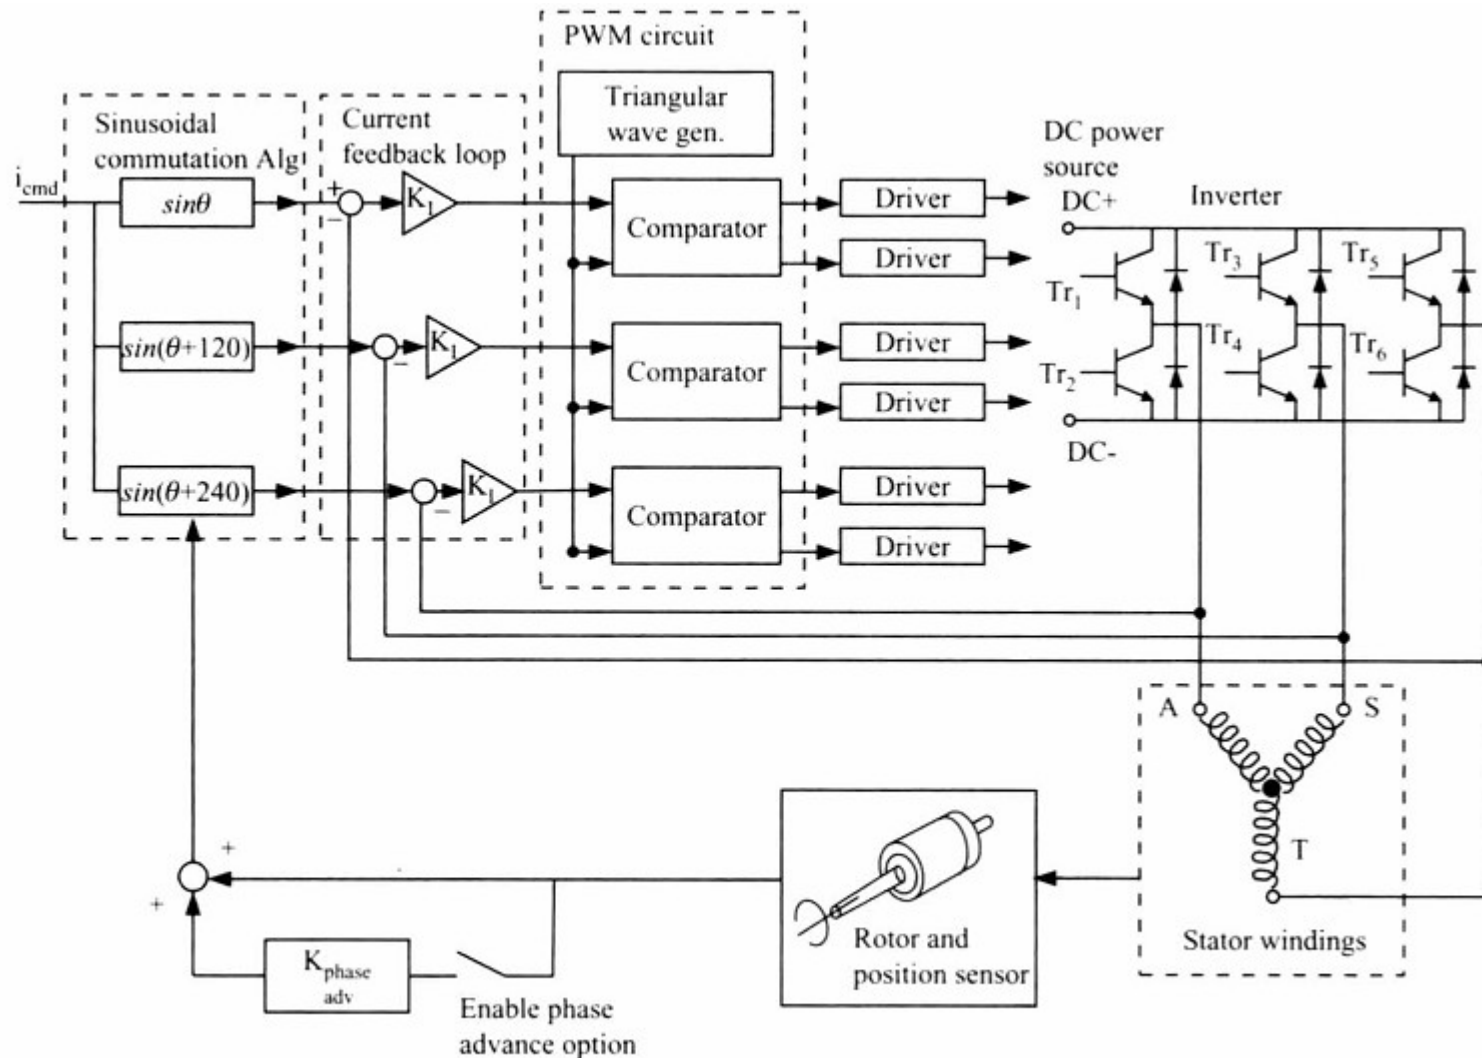 PWM circuit
Triangular
wave gen.
Sinusoidal
commutation Alg
Current
feedback loop
DC power
source
i_cmd
sinθ
+
−
K₁
Comparator
Driver
Driver
DC+
Inverter
Tr₁
Tr₃
Tr₅
sin(θ+120)
−
K₁
Comparator
Driver
Driver
Tr₂
Tr₄
Tr₆
DC-
sin(θ+240)
−
K₁
Comparator
Driver
Driver
A
S
T
Stator windings
+
+
Rotor and
position sensor
K_phase
adv
Enable phase
advance option